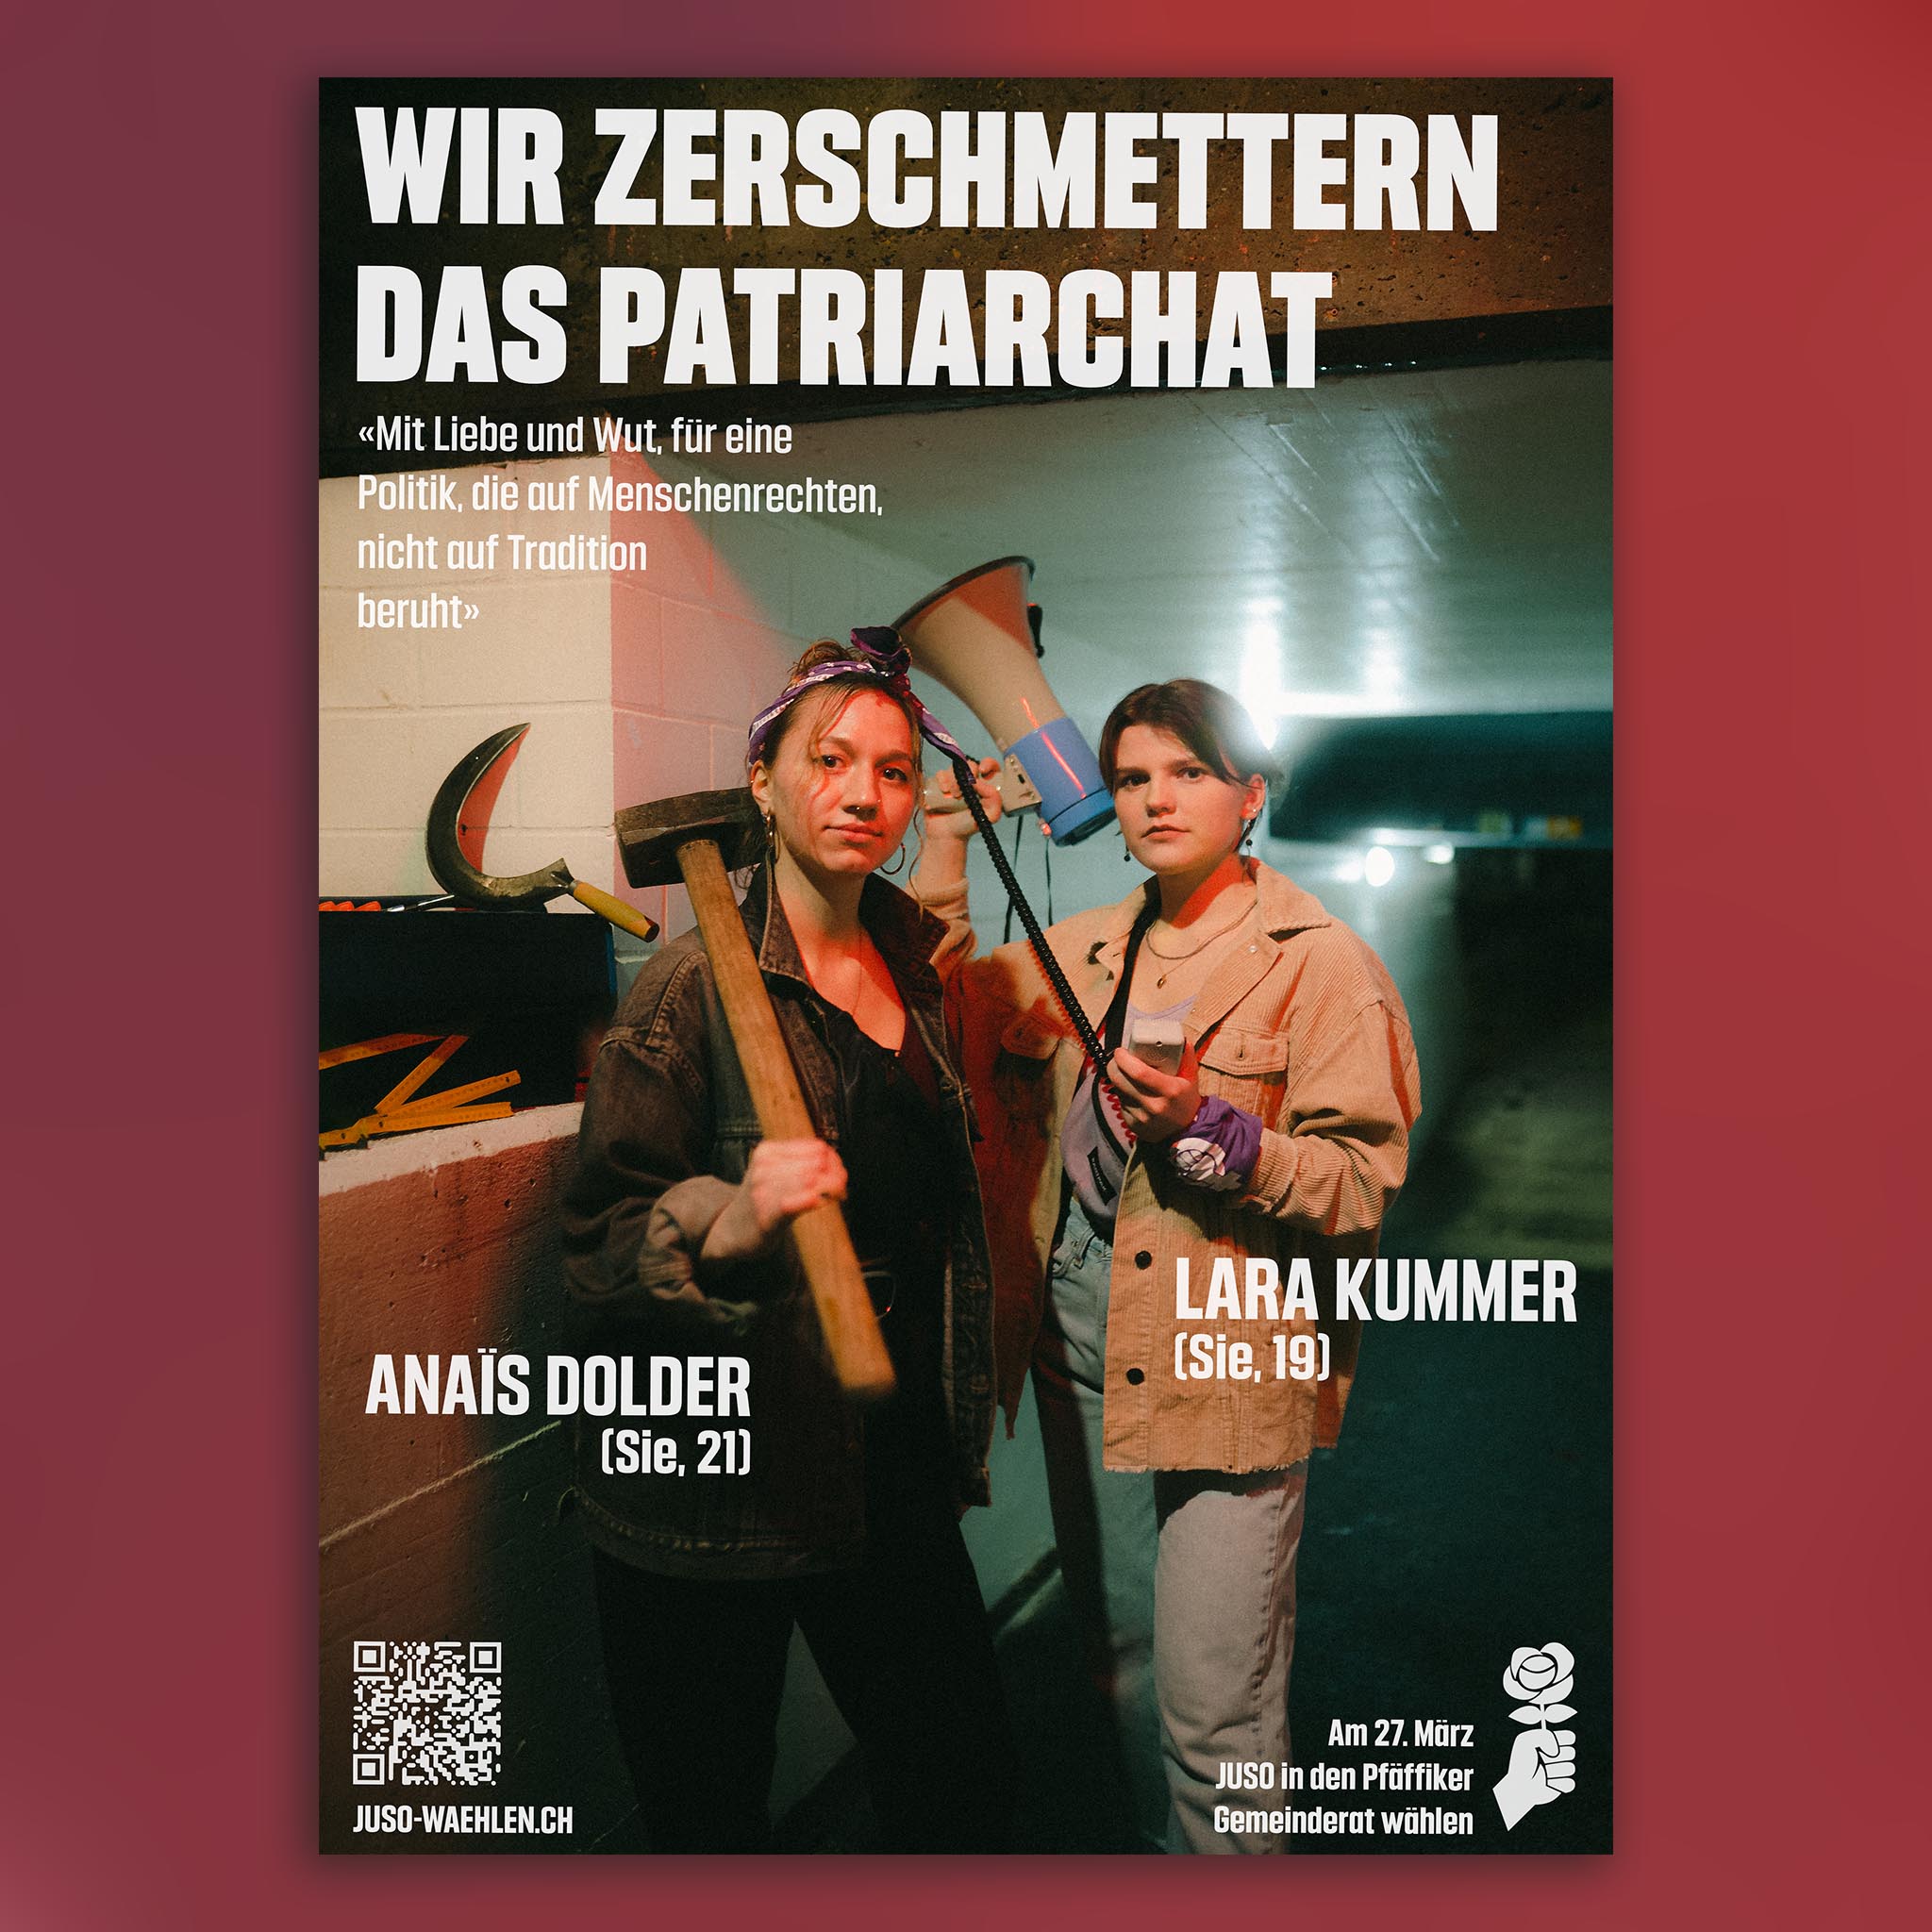 WIR ZERSCHMETTERN
DAS PATRIARCHAT
«Mit Liebe und Wut, für eine
Politik, die auf Menschenrechten,
nicht auf Tradition
beruht»
LARA KUMMER
(Sie, 19)
ANAÏS DOLDER
(Sie, 21)
JUSO-WAEHLEN.CH
Am 27. März
JUSO in den Pfäffiker
Gemeinderat wählen